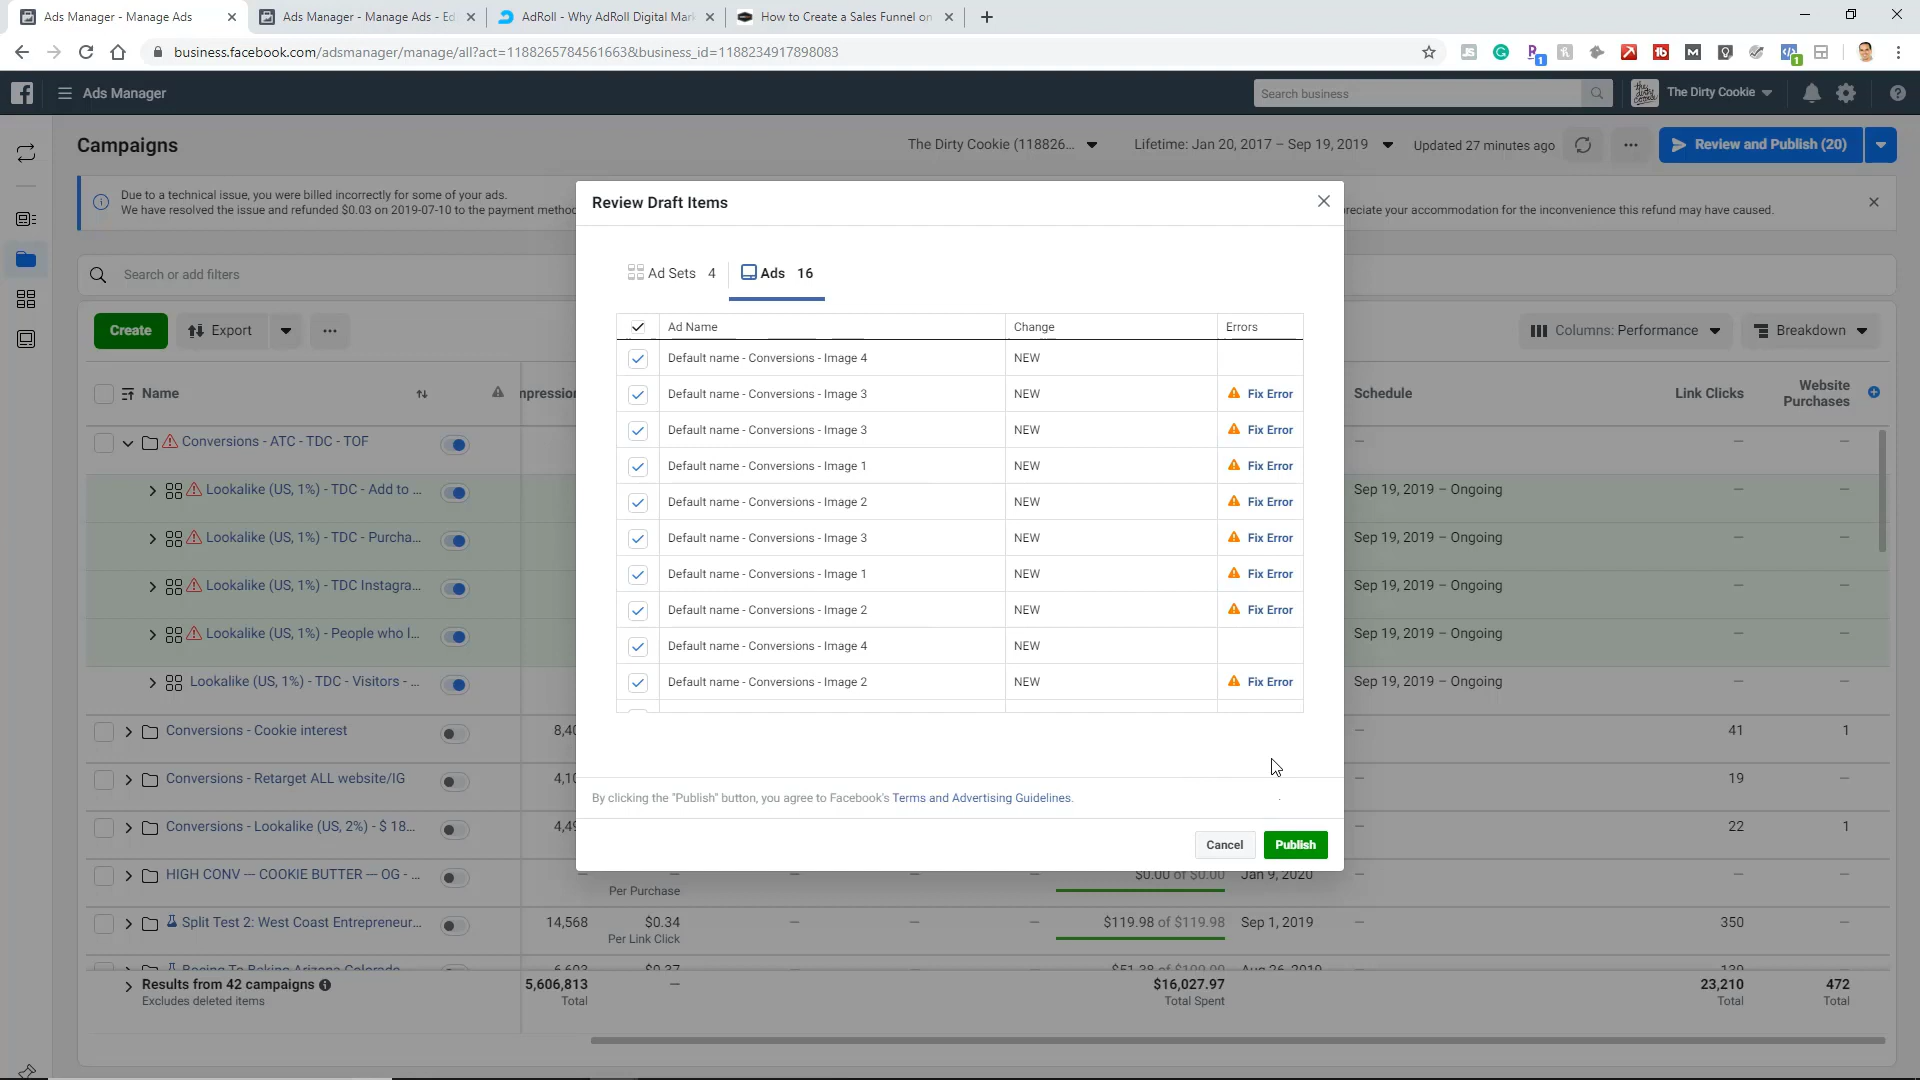 Ads Manager - Manage Ads
Ads Manager - Manage Ads - Ed
AdRoll - Why AdRoll Digital Mar
How to Create a Sales Funnel on
business.facebook.com/adsmanager/manage/all?act=1188265784561663&business_id=1188234917898083
Ads Manager
Search business
The Dirty Cookie
Campaigns
The Dirty Cookie (118826...
Lifetime: Jan 20, 2017 – Sep 19, 2019
Updated 27 minutes ago
Review and Publish (20)
Due to a technical issue, you were billed incorrectly for some of your ads.
We have resolved the issue and refunded $0.03 on 2019-07-10 to the payment metho
preciate your accommodation for the inconvenience this refund may have caused.
Search or add filters
Create
Export
Columns: Performance
Breakdown
Name
mpression
Schedule
Link Clicks
Website
Purchases
Conversions - ATC - TDC - TOF
—
—
—
Lookalike (US, 1%) - TDC - Add to ...
Sep 19, 2019 – Ongoing
—
—
Lookalike (US, 1%) - TDC - Purcha...
Sep 19, 2019 – Ongoing
—
—
Lookalike (US, 1%) - TDC Instagra...
Sep 19, 2019 – Ongoing
—
—
Lookalike (US, 1%) - People who l...
Sep 19, 2019 – Ongoing
—
—
Lookalike (US, 1%) - TDC - Visitors - ...
Sep 19, 2019 – Ongoing
—
—
Conversions - Cookie interest
8,40
—
41
1
Conversions - Retarget ALL website/IG
4,10
—
19
—
Conversions - Lookalike (US, 2%) - $ 18...
4,49
—
22
1
HIGH CONV --- COOKIE BUTTER --- OG - ...
—
—
Per Purchase
—
—
—
$0.00 of $0.00
Jan 9, 2020
—
—
—
Split Test 2: West Coast Entrepreneur...
14,568
$0.34
Per Link Click
—
—
—
$119.98 of $119.98
Sep 1, 2019
—
350
—
Racing To Baking Arizona Colorado
6,603
$0.37
$51.38 of $100.00
Aug 26, 2019
139
Results from 42 campaigns
Excludes deleted items
5,606,813
Total
—
$16,027.97
Total Spent
23,210
Total
472
Total
Review Draft Items
Ad Sets 4
Ads 16
Ad Name
Change
Errors
Default name - Conversions - Image 4
NEW
Default name - Conversions - Image 3
NEW
Fix Error
Default name - Conversions - Image 3
NEW
Fix Error
Default name - Conversions - Image 1
NEW
Fix Error
Default name - Conversions - Image 2
NEW
Fix Error
Default name - Conversions - Image 3
NEW
Fix Error
Default name - Conversions - Image 1
NEW
Fix Error
Default name - Conversions - Image 2
NEW
Fix Error
Default name - Conversions - Image 4
NEW
Default name - Conversions - Image 2
NEW
Fix Error
By clicking the "Publish" button, you agree to Facebook's Terms and Advertising Guidelines.
Cancel
Publish